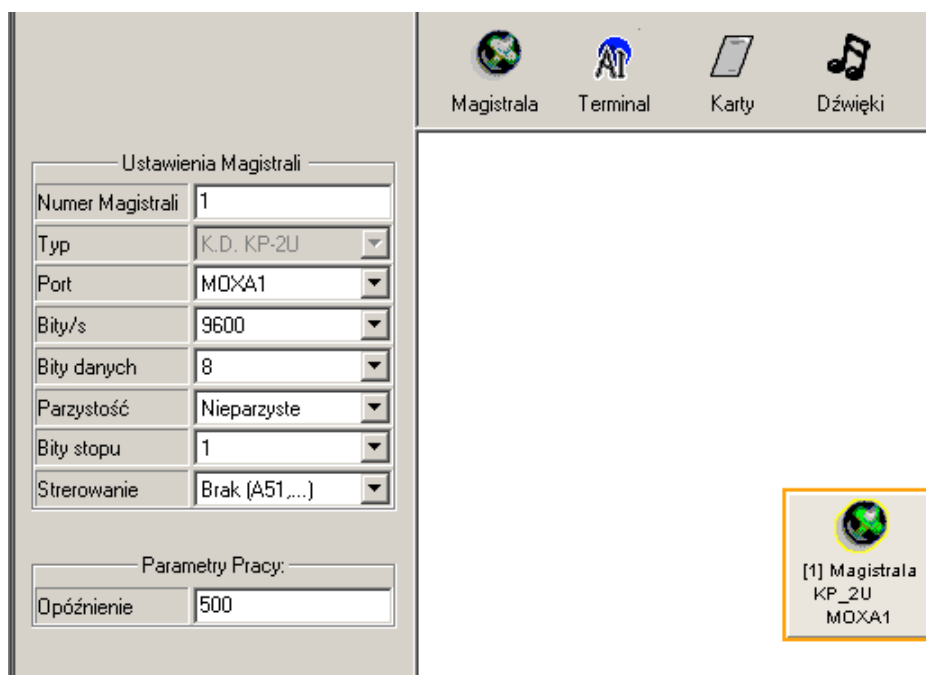 Magistrala Terminal Karty Dźwięki
Ustawienia Magistrali
Numer Magistrali 1
Typ K.D. KP-2U
Port MOXA1
Bity/s 9600
Bity danych 8
Parzystość Nieparzyste
Bity stopu 1
Strerowanie Brak (A51,...)
Parametry Pracy:
Opóźnienie 500
[1] Magistrala
KP_2U
MOXA1